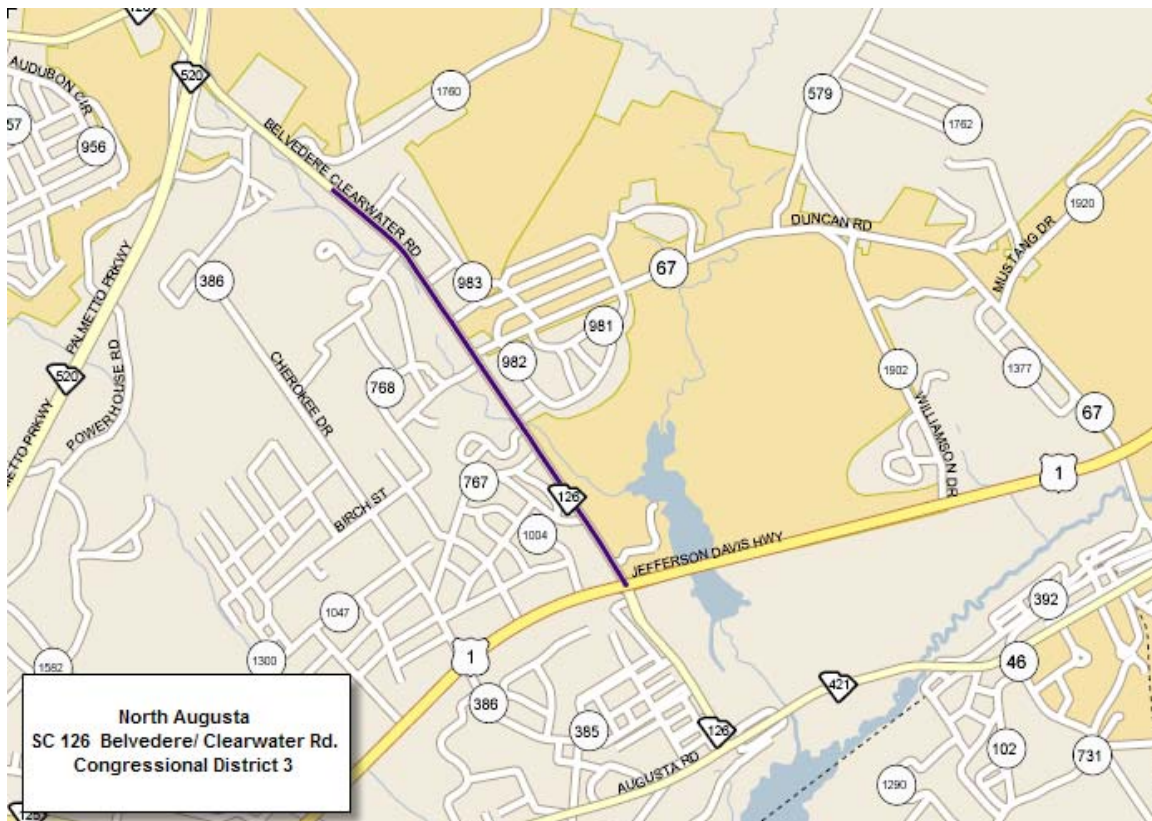 520
AUDUBON CIR
57
956
1760
BELVEDERE CLEARWATER RD
579
1762
1920
DUNCAN RD
MUSTANG DR
67
983
386
981
982
PALMETTO PRKWY
520
POWERHOUSE RD
CHEROKEE DR
768
1902
1377
67
WILLIAMSON DR
1
767
126
BIRCH ST
1004
JEFFERSON DAVIS HWY
1047
392
1300
1
46
1582
421
386
385
126
102
731
AUGUSTA RD
1290
North Augusta
SC 126 Belvedere/ Clearwater Rd.
Congressional District 3